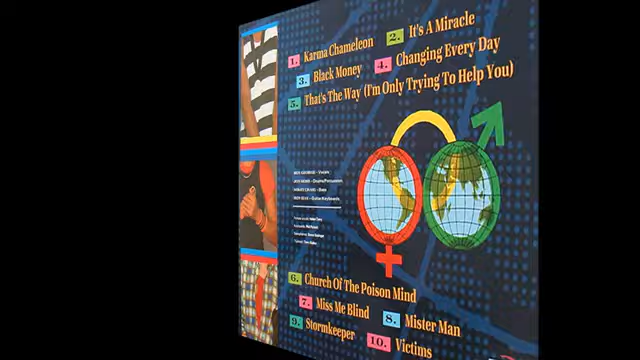 1. Karma Chameleon
2. It's A Miracle
3. Black Money
4. Changing Every Day
5. That's The Way (I'm Only Trying To Help You)
6. Church Of The Poison Mind
7. Miss Me Blind
8. Mister Man
9. Stormkeeper
10. Victims